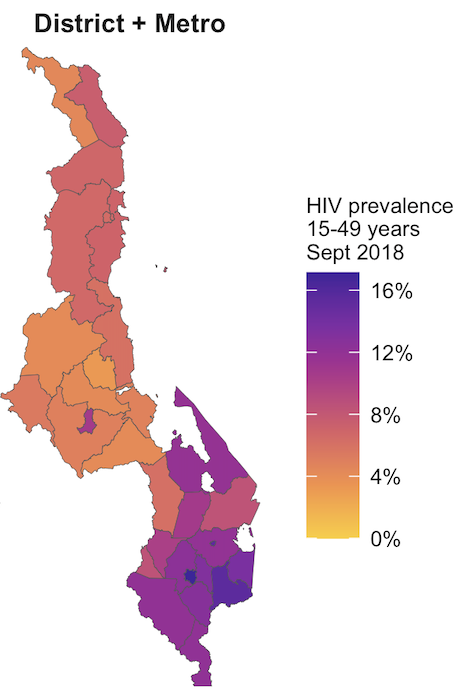 District + Metro
HIV prevalence
15-49 years
Sept 2018
16%
12%
8%
4%
0%